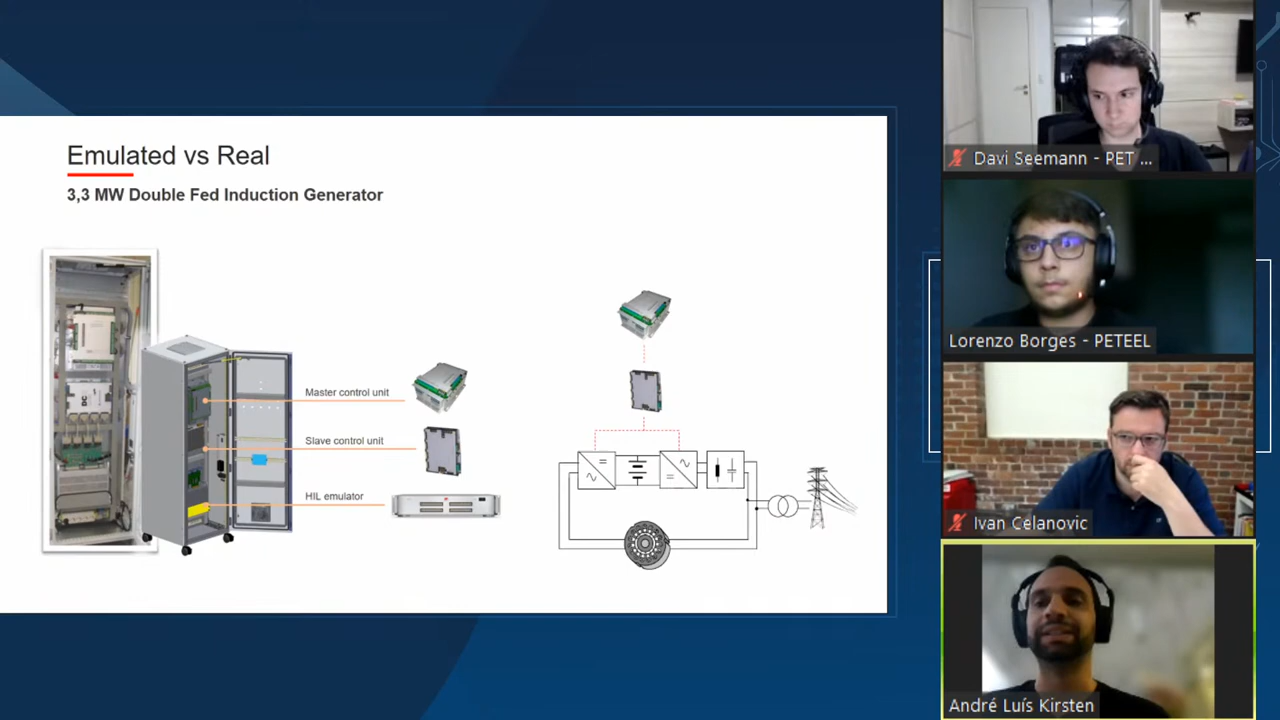 Emulated vs Real
3,3 MW Double Fed Induction Generator
Master control unit
Slave control unit
HIL emulator
Davi Seemann - PET ...
Lorenzo Borges - PETEEL
Ivan Celanovic
André Luís Kirsten